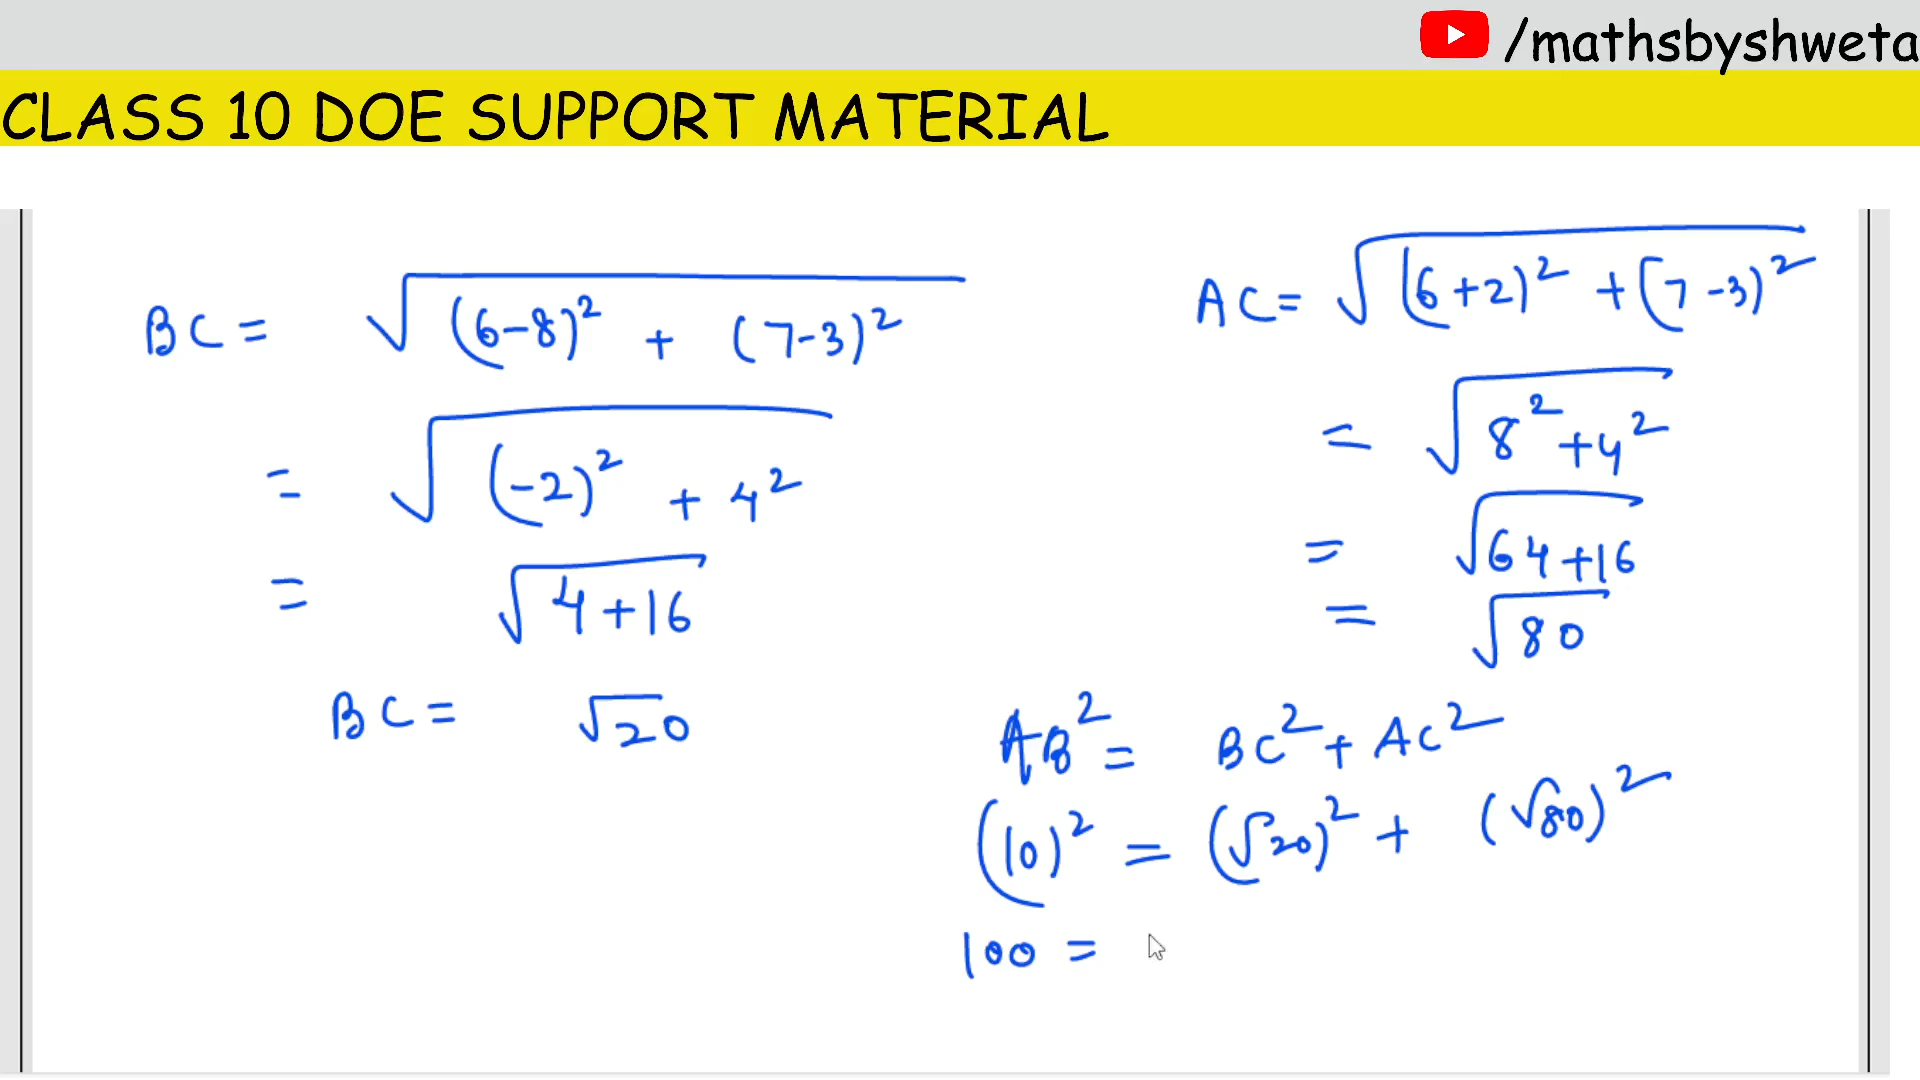 /mathsbyshweta
CLASS 10 DOE SUPPORT MATERIAL
BC = √(6-8)² + (7-3)²
= √(-2)² + 4²
= √4+16
BC = √20
AC = √(6+2)² + (7-3)²
= √8² + 4²
= √64+16
= √80
AB² = BC² + AC²
(10)² = (√20)² + (√80)²
100 =